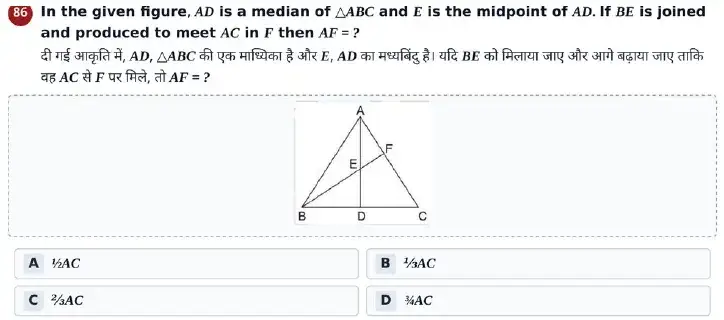 86 In the given figure, AD is a median of △ABC and E is the midpoint of AD. If BE is joined
and produced to meet AC in F then AF = ?
दी गई आकृति में, AD, △ABC की एक माध्यिका है और E, AD का मध्यबिंदु है। यदि BE को मिलाया जाए और आगे बढ़ाया जाए ताकि
वह AC से F पर मिले, तो AF = ?
A
F
E
B D C
A ½AC
B ⅓AC
C ⅔AC
D ¾AC